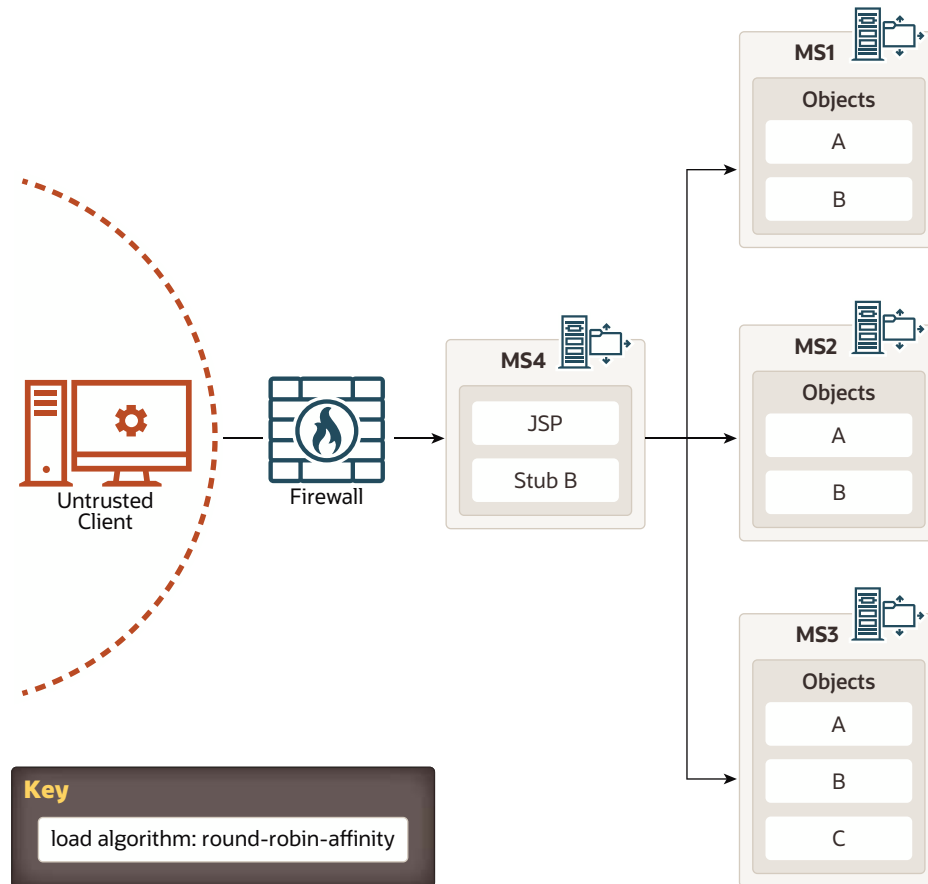 Untrusted
Client
Firewall
MS4
JSP
Stub B
MS1
Objects
A
B
MS2
Objects
A
B
MS3
Objects
A
B
C
Key
load algorithm: round-robin-affinity